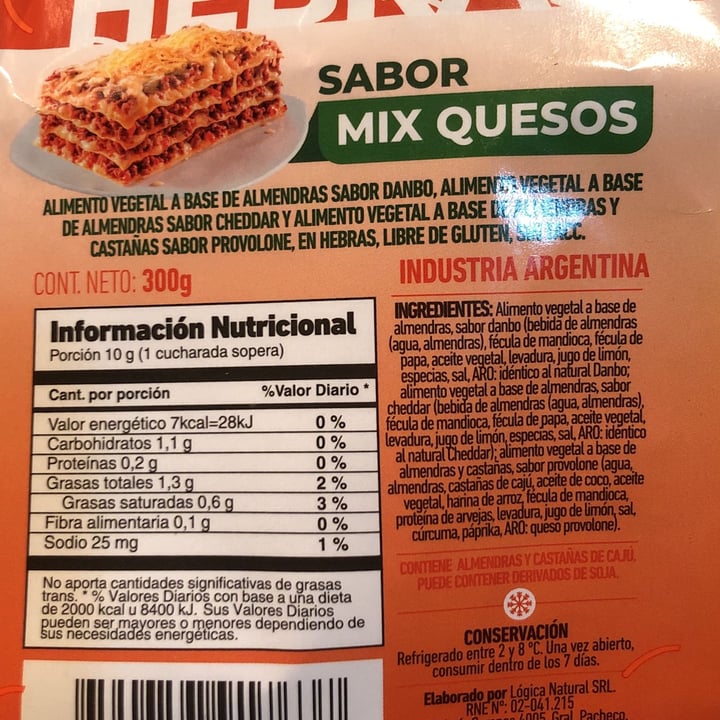 SABOR
MIX QUESOS
ALIMENTO VEGETAL A BASE DE ALMENDRAS SABOR DANBO, ALIMENTO VEGETAL A BASE
DE ALMENDRAS SABOR CHEDDAR Y ALIMENTO VEGETAL A BASE DE ALMENDRAS Y
CASTAÑAS SABOR PROVOLONE, EN HEBRAS, LIBRE DE GLUTEN, SIN TACC.
CONT. NETO: 300g
INDUSTRIA ARGENTINA
Información Nutricional
Porción 10 g (1 cucharada sopera)
Cant. por porción %Valor Diario *
Valor energético 7kcal=28kJ 0 %
Carbohidratos 1,1 g 0 %
Proteínas 0,2 g 0 %
Grasas totales 1,3 g 2 %
Grasas saturadas 0,6 g 3 %
Fibra alimentaria 0,1 g 0 %
Sodio 25 mg 1 %
No aporta cantidades significativas de grasas
trans. * % Valores Diarios con base a una dieta
de 2000 kcal u 8400 kJ. Sus Valores Diarios
pueden ser mayores o menores dependiendo de
sus necesidades energéticas.
INGREDIENTES: Alimento vegetal a base de
almendras, sabor danbo (bebida de almendras
(agua, almendras), fécula de mandioca, fécula de
papa, aceite vegetal, levadura, jugo de limón,
especias, sal, ARO: idéntico al natural Danbo;
alimento vegetal a base de almendras, sabor
cheddar (bebida de almendras (agua, almendras),
fécula de mandioca, fécula de papa, aceite vegetal,
levadura, jugo de limón, especias, sal, ARO: idéntico
al natural Cheddar); alimento vegetal a base de
almendras y castañas, sabor provolone (agua,
almendras, castañas de cajú, aceite de coco, aceite
vegetal, harina de arroz, fécula de mandioca,
proteína de arvejas, levadura, jugo de limón, sal,
cúrcuma, páprika, ARO: queso provolone).
CONTIENE ALMENDRAS Y CASTAÑAS DE CAJÚ.
PUEDE CONTENER DERIVADOS DE SOJA.
CONSERVACIÓN
Refrigerado entre 2 y 8 °C. Una vez abierto,
consumir dentro de los 7 días.
Elaborado por Lógica Natural SRL.
RNE Nº: 02-041.215
4005, Gral. Pacheco,